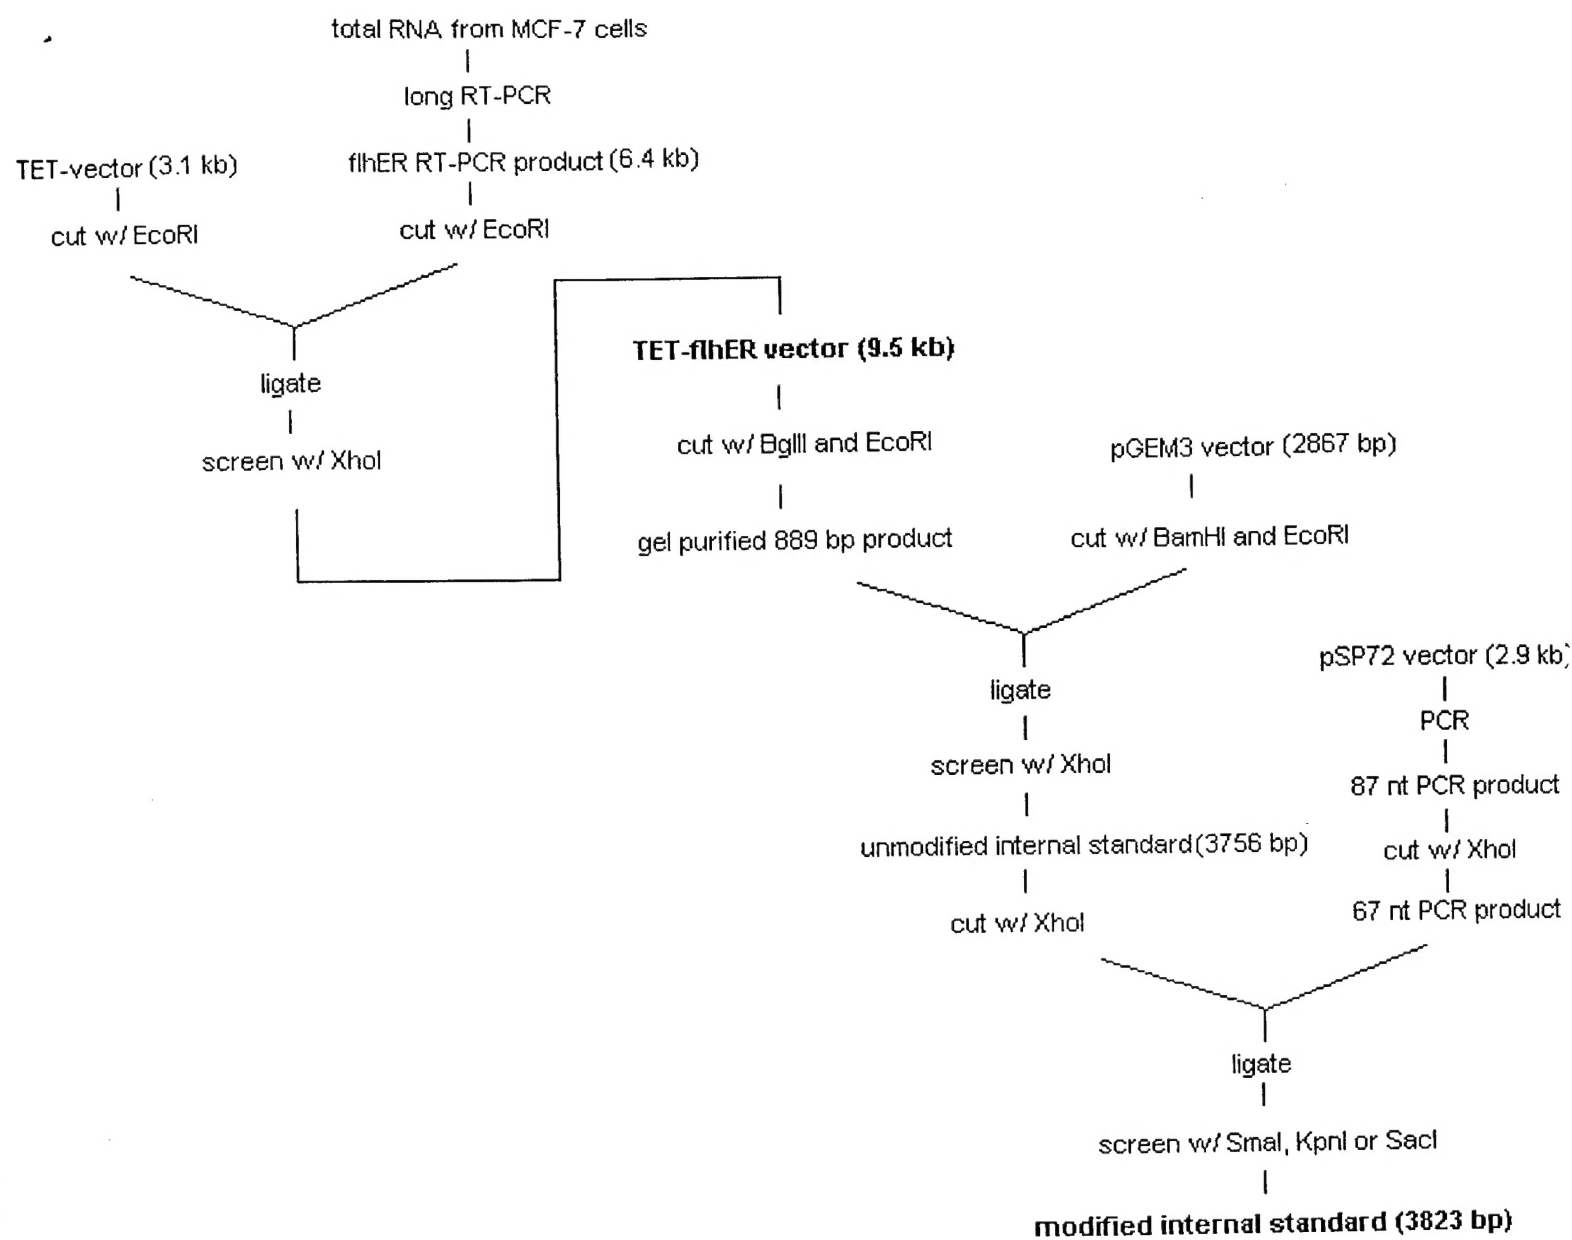 total RNA from MCF-7 cells
long RT-PCR
TET-vector (3.1 kb)
flhER RT-PCR product (6.4 kb)
cut w/ EcoRI
cut w/ EcoRI
ligate
screen w/ XhoI
TET-flhER vector (9.5 kb)
cut w/ BglII and EcoRI
gel purified 889 bp product
pGEM3 vector (2867 bp)
cut w/ BamHI and EcoRI
ligate
screen w/ XhoI
unmodified internal standard (3756 bp)
cut w/ XhoI
pSP72 vector (2.9 kb)
PCR
87 nt PCR product
cut w/ XhoI
67 nt PCR product
ligate
screen w/ SmaI, KpnI or SacI
modified internal standard (3823 bp)